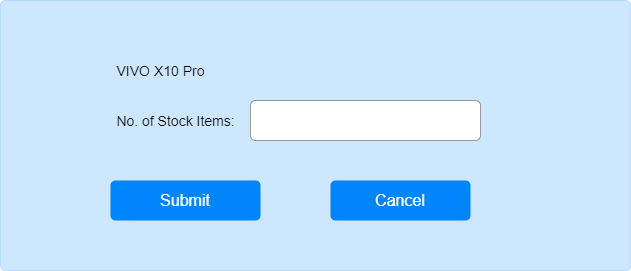 VIVO X10 Pro
No. of Stock Items:
Submit Cancel